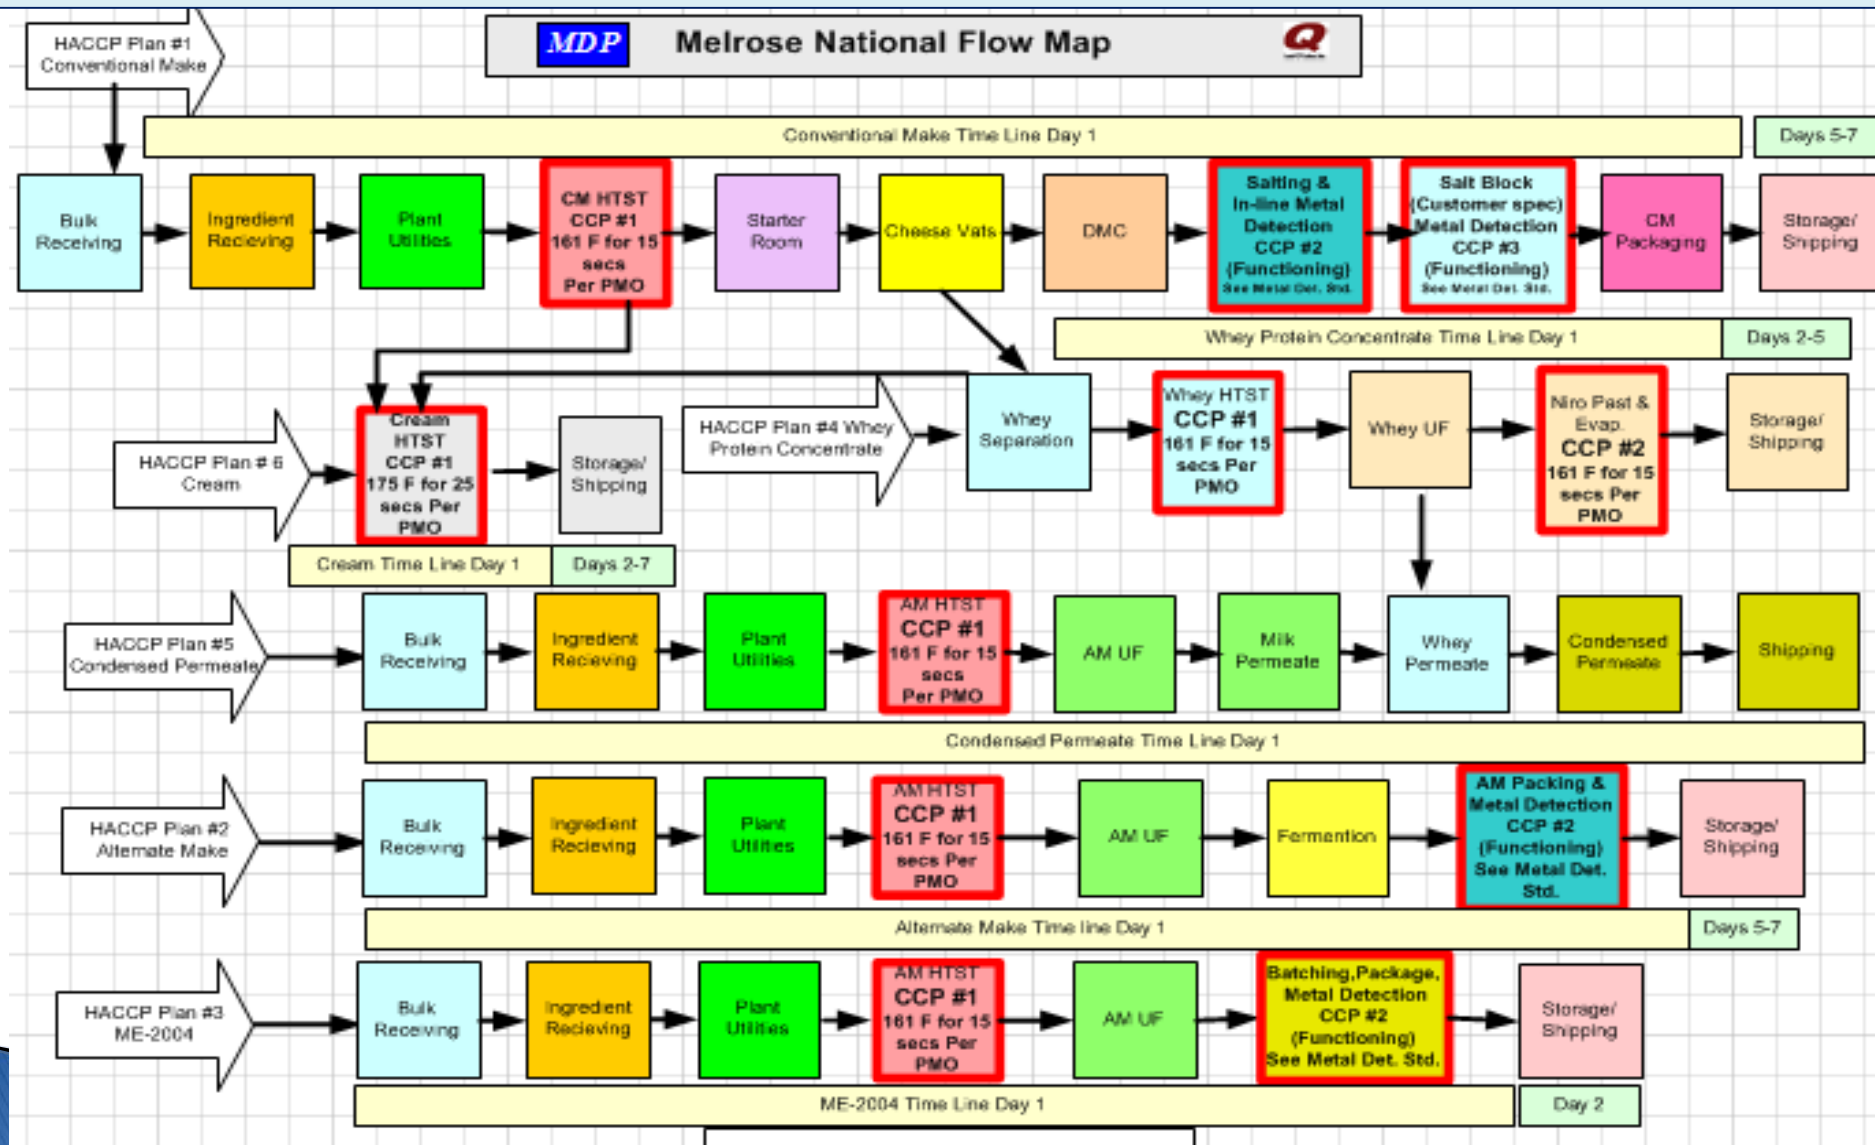 HACCP Plan #1
Conventional Make
MDP
Melrose National Flow Map
Q
Conventional Make Time Line Day 1
Days 5-7
Bulk
Receiving
Ingredient
Recieving
Plant
Utilities
CM HTST
CCP #1
161 F for 15
secs
Per PMO
Starter
Room
Cheese Vats
DMC
Salting &
In-line Metal
Detection
CCP #2
(Functioning)
See Metal Det. Std.
Salt Block
(Customer spec)
Metal Detection
CCP #3
(Functioning)
See Metal Det. Std.
CM
Packaging
Storage/
Shipping
Whey Protein Concentrate Time Line Day 1
Days 2-5
HACCP Plan # 6
Cream
Cream
HTST
CCP #1
175 F for 25
secs Per
PMO
Storage/
Shipping
HACCP Plan #4 Whey
Protein Concentrate
Whey
Separation
Whey HTST
CCP #1
161 F for 15
secs Per
PMO
Whey UF
Niro Past &
Evap.
CCP #2
161 F for 15
secs Per
PMO
Storage/
Shipping
Cream Time Line Day 1
Days 2-7
HACCP Plan #5
Condensed Permeate
Bulk
Receiving
Ingredient
Recieving
Plant
Utilities
AM HTST
CCP #1
161 F for 15
secs
Per PMO
AM UF
Milk
Permeate
Whey
Permeate
Condensed
Permeate
Shipping
Condensed Permeate Time Line Day 1
HACCP Plan #2
Alternate Make
Bulk
Receiving
Ingredient
Recieving
Plant
Utilities
AM HTST
CCP #1
161 F for 15
secs Per
PMO
AM UF
Fermention
AM Packing &
Metal Detection
CCP #2
(Functioning)
See Metal Det.
Std.
Storage/
Shipping
Alternate Make Time line Day 1
Days 5-7
HACCP Plan #3
ME-2004
Bulk
Receiving
Ingredient
Recieving
Plant
Utilities
AM HTST
CCP #1
161 F for 15
secs Per
PMO
AM UF
Batching,Package,
Metal Detection
CCP #2
(Functioning)
See Metal Det. Std.
Storage/
Shipping
ME-2004 Time Line Day 1
Day 2